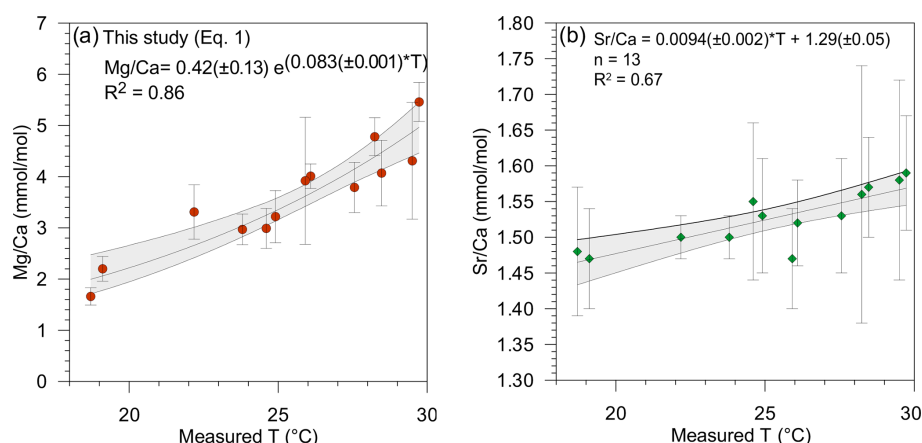 (a) This study (Eq. 1)
Mg/Ca= 0.42(±0.13) e(0.083(±0.001)*T)
R² = 0.86
7
6
5
4
3
2
1
0
Mg/Ca (mmol/mol)
20
25
30
Measured T (°C)
(b) Sr/Ca = 0.0094(±0.002)*T + 1.29(±0.05)
n = 13
R² = 0.67
1.80
1.75
1.70
1.65
1.60
1.55
1.50
1.45
1.40
1.35
1.30
Sr/Ca (mmol/mol)
20
25
30
Measured T (°C)